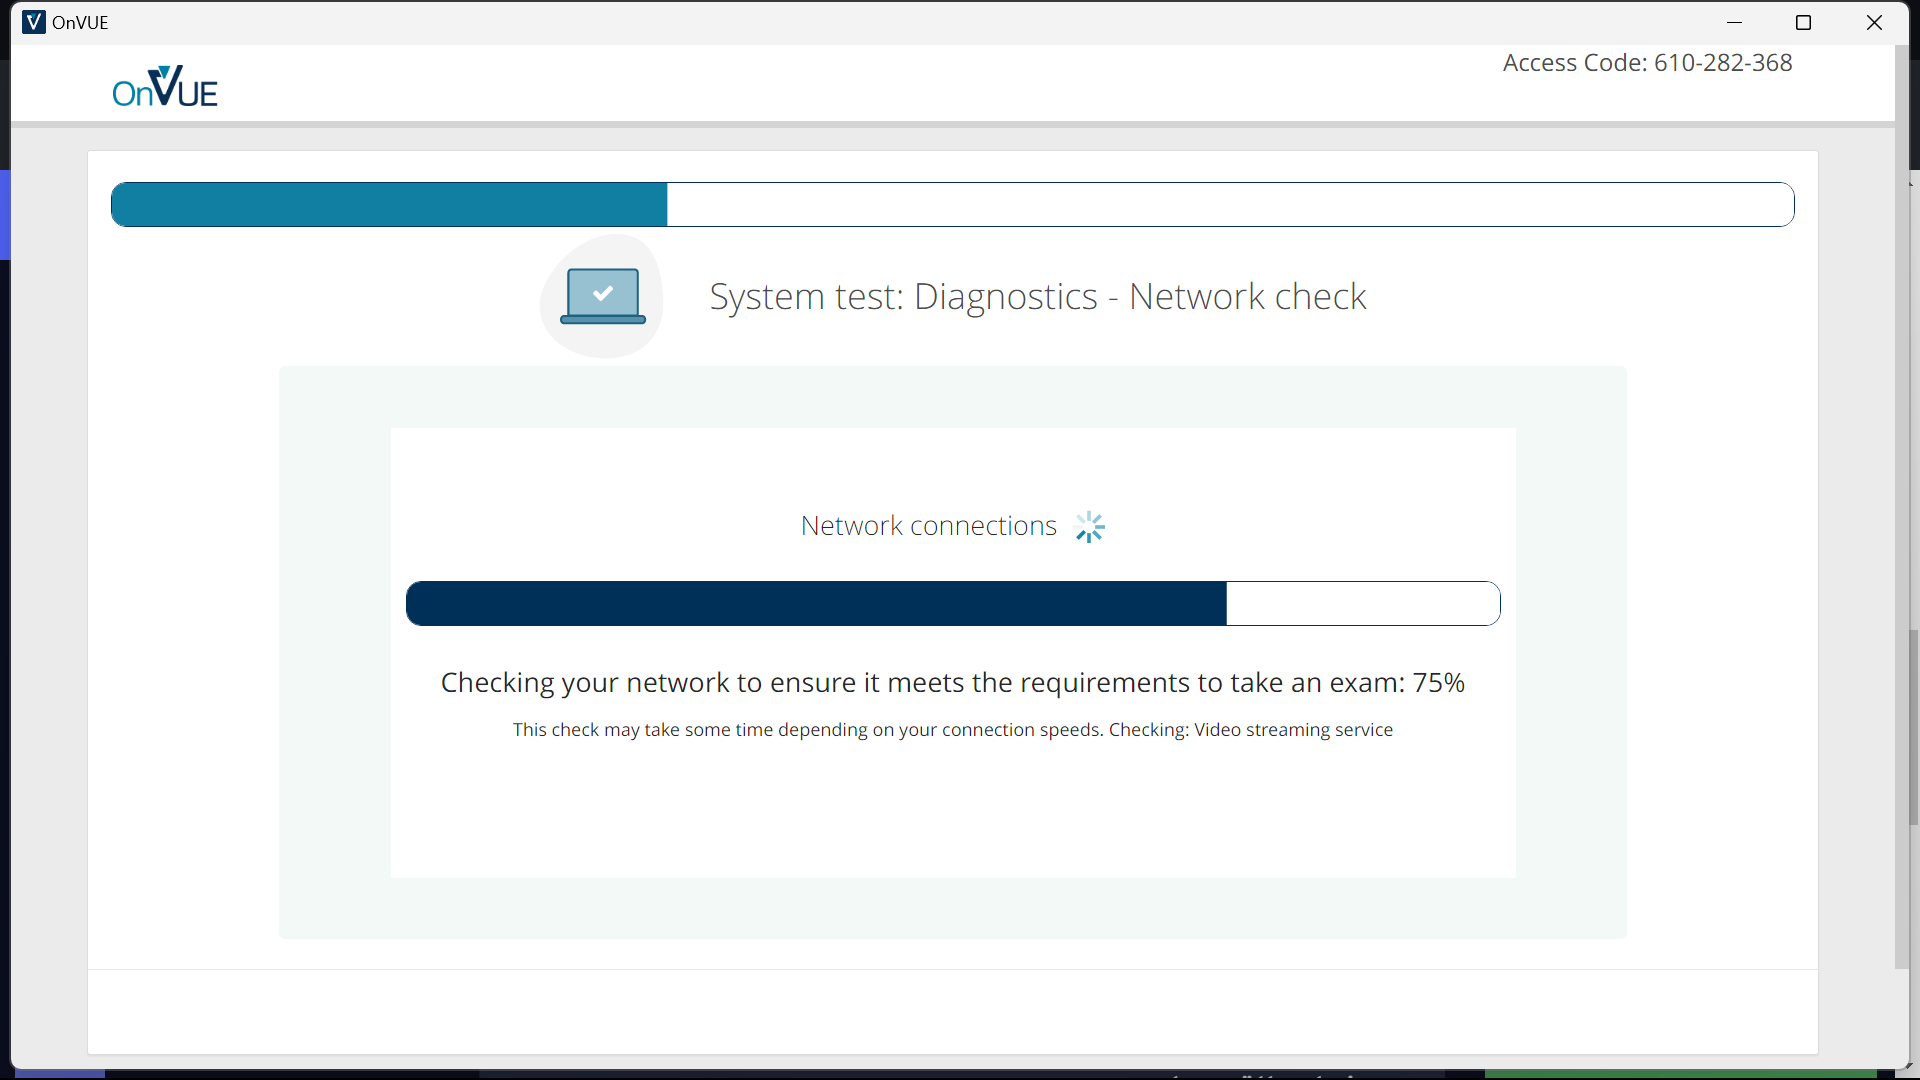 OnVUE
Access Code: 610-282-368
OnVUE
System test: Diagnostics - Network check
Network connections
Checking your network to ensure it meets the requirements to take an exam: 75%
This check may take some time depending on your connection speeds. Checking: Video streaming service